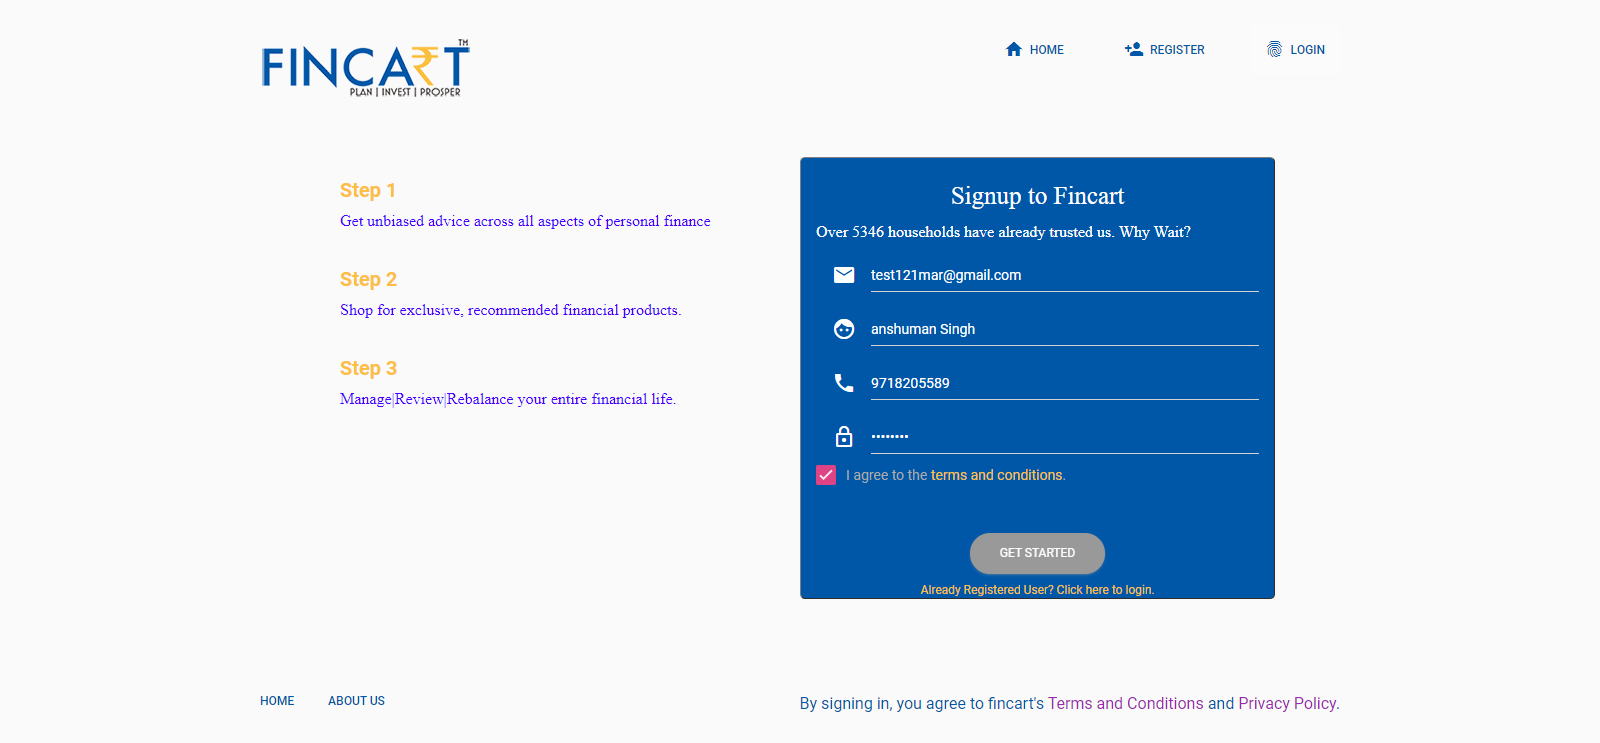 FINCART™
PLAN | INVEST | PROSPER
HOME
REGISTER
LOGIN
Step 1
Get unbiased advice across all aspects of personal finance
Step 2
Shop for exclusive, recommended financial products.
Step 3
Manage|Review|Rebalance your entire financial life.
Signup to Fincart
Over 5346 households have already trusted us. Why Wait?
test121mar@gmail.com
anshuman Singh
9718205589
••••••••
I agree to the terms and conditions.
GET STARTED
Already Registered User? Click here to login.
HOME
ABOUT US
By signing in, you agree to fincart's Terms and Conditions and Privacy Policy.